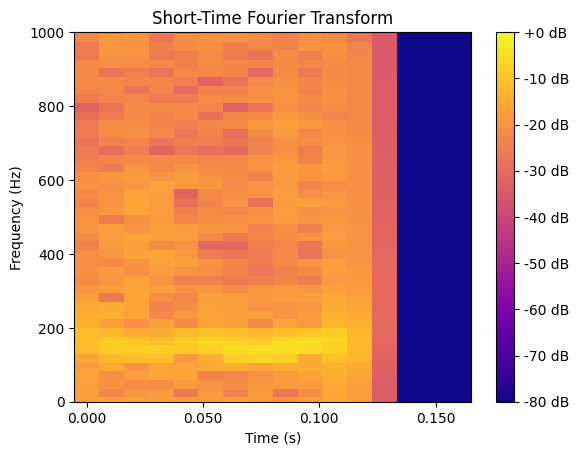 Short-Time Fourier Transform
Frequency (Hz)
1000
800
600
400
200
0
0.000
0.050
0.100
0.150
Time (s)
+0 dB
-10 dB
-20 dB
-30 dB
-40 dB
-50 dB
-60 dB
-70 dB
-80 dB